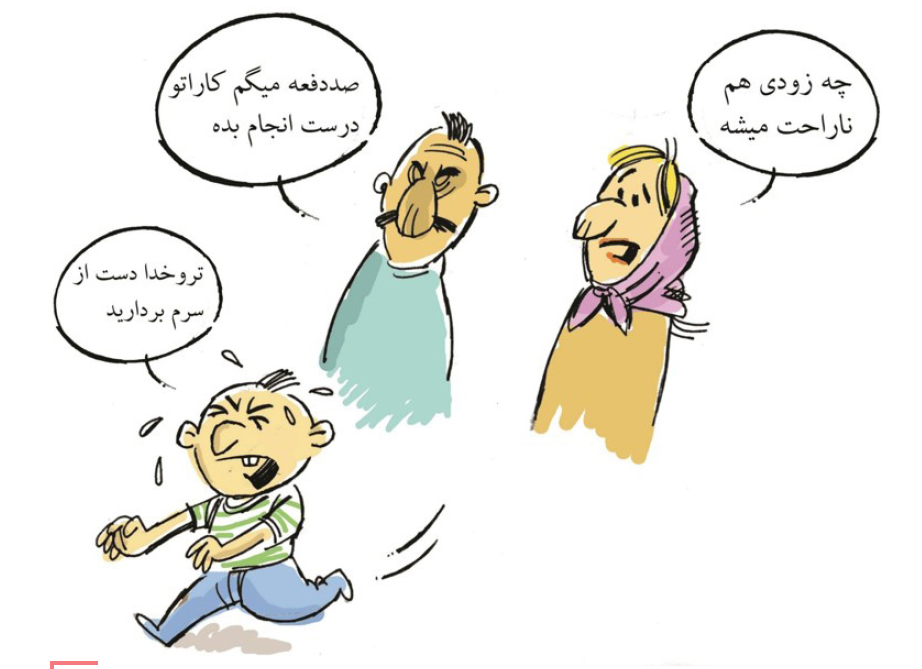 چه زودی هم
ناراحت میشه
صددفعه میگم کاراتو
درست انجام بده
تروخدا دست از
سرم بردارید